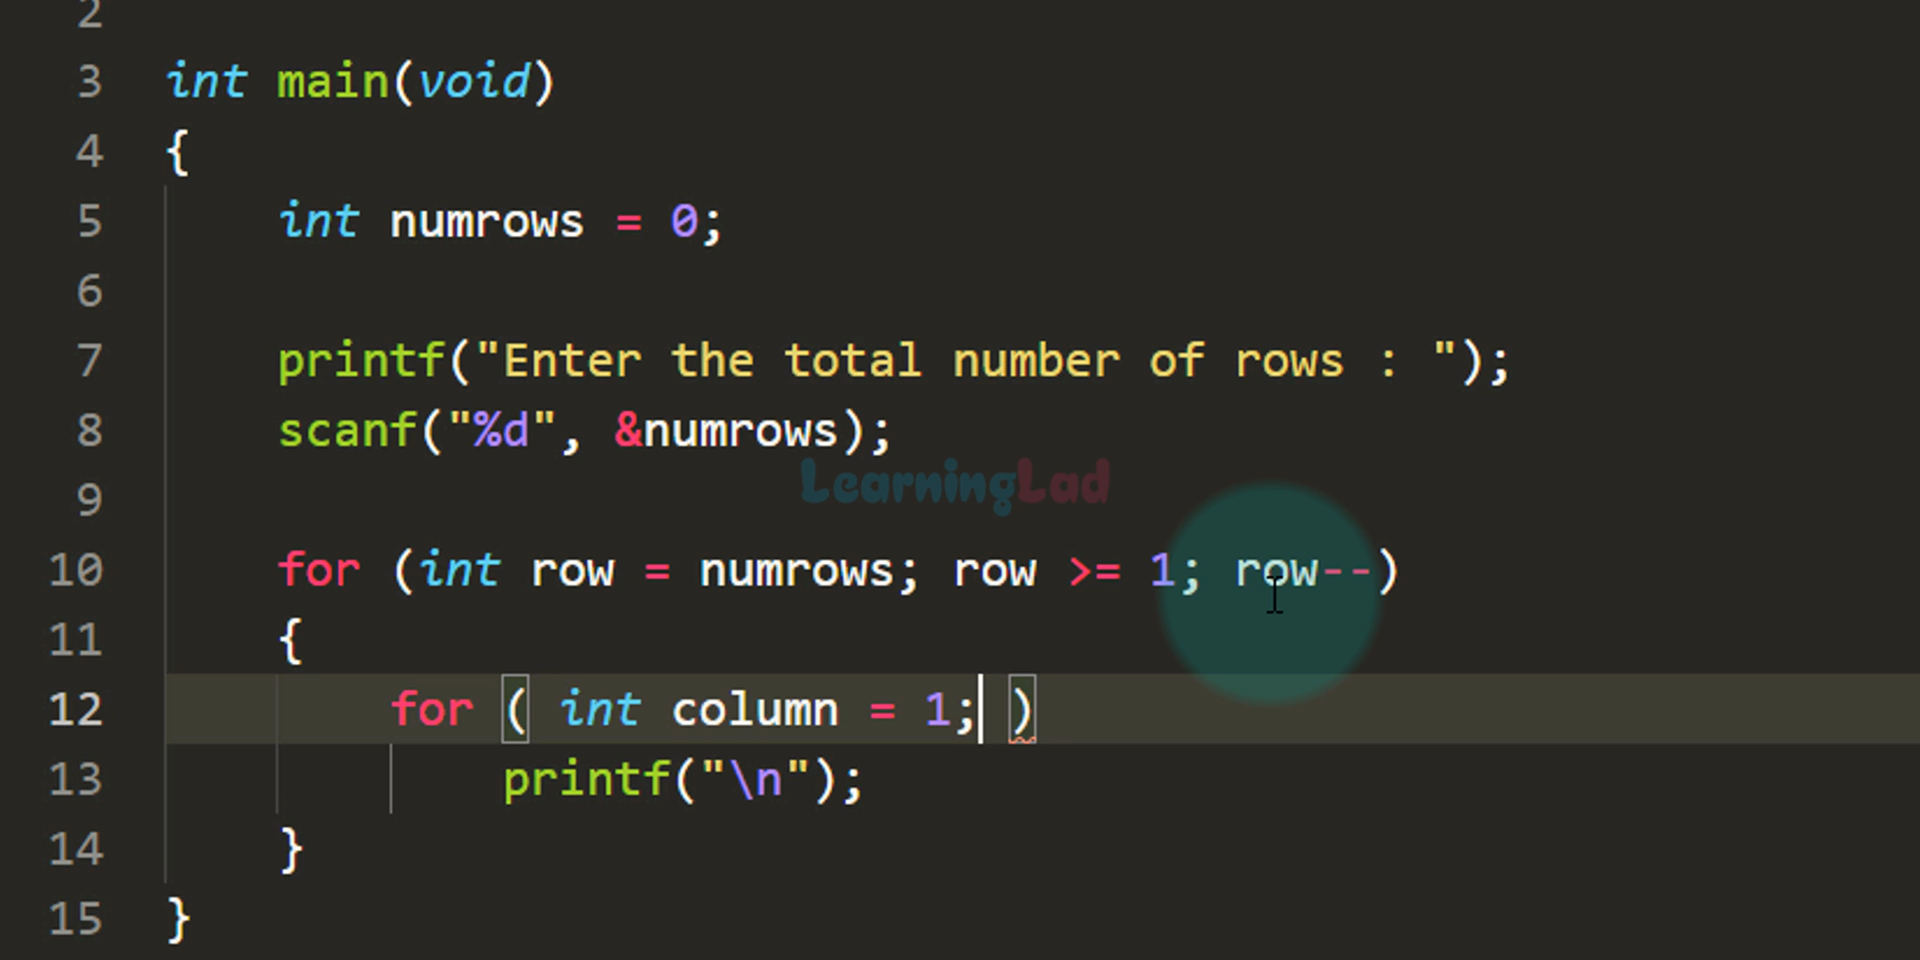 2
3 int main(void)
4 {
5 int numrows = 0;
6
7 printf("Enter the total number of rows : ");
8 scanf("%d", &numrows);
LearningLad
9
10 for (int row = numrows; row >= 1; row--)
11 {
12 for ( int column = 1; )
13 printf("\n");
14 }
15 }